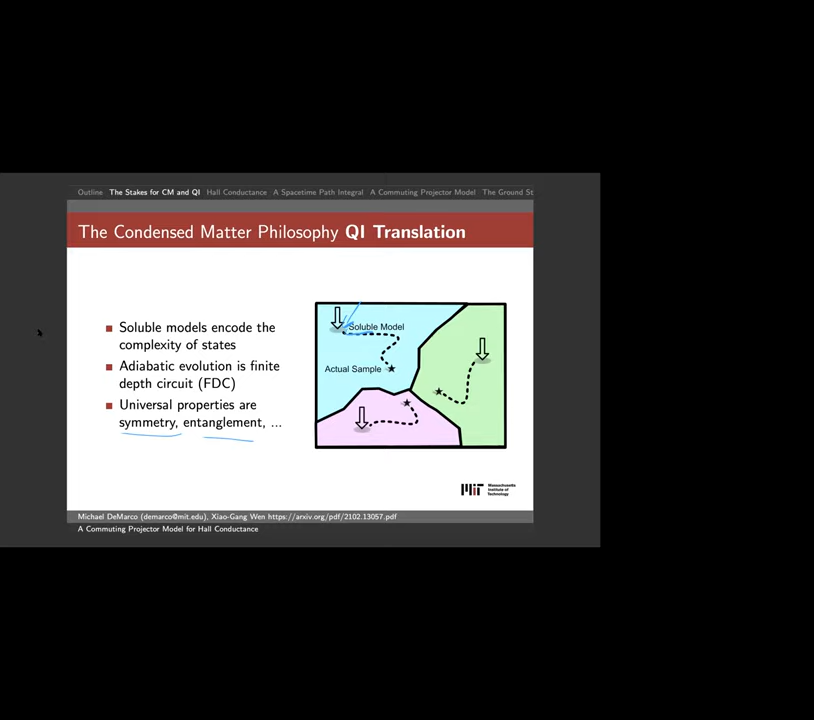 Outline The Stakes for CM and QI Hall Conductance A Spacetime Path Integral A Commuting Projector Model The Ground St
The Condensed Matter Philosophy QI Translation
Soluble models encode the
complexity of states
Adiabatic evolution is finite
depth circuit (FDC)
Universal properties are
symmetry, entanglement, ...
Soluble Model
Actual Sample
MIT Massachusetts
Institute of
Technology
Michael DeMarco (demarco@mit.edu), Xiao-Gang Wen https://arxiv.org/pdf/2102.13057.pdf
A Commuting Projector Model for Hall Conductance